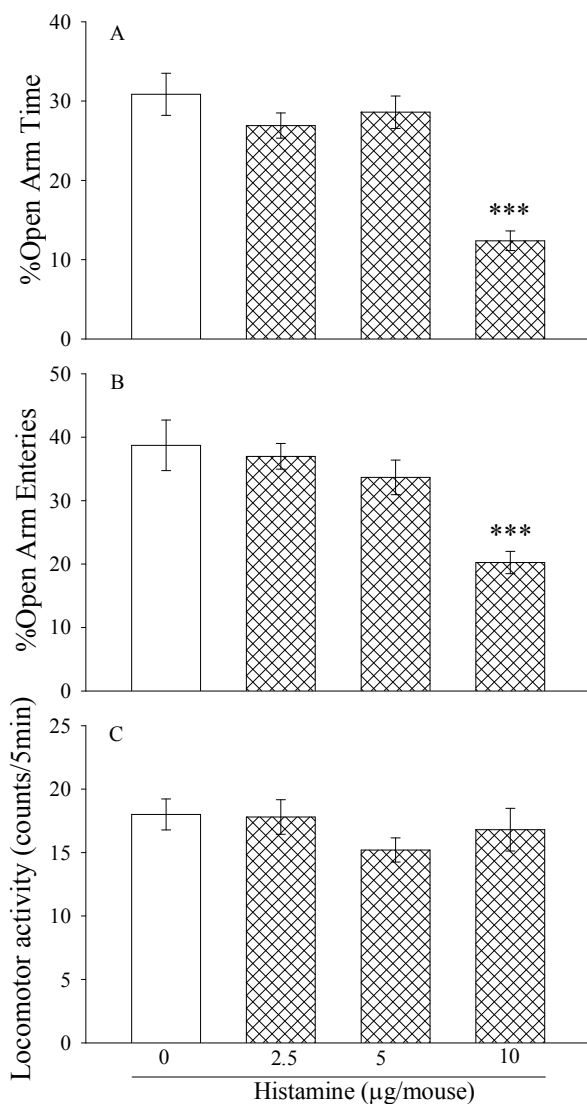 A
40
30
20
10
0
%Open Arm Time
***
B
50
40
30
20
10
0
%Open Arm Enteries
***
C
25
20
15
10
5
0
Locomotor activity (counts/5min)
0 2.5 5 10
Histamine (μg/mouse)